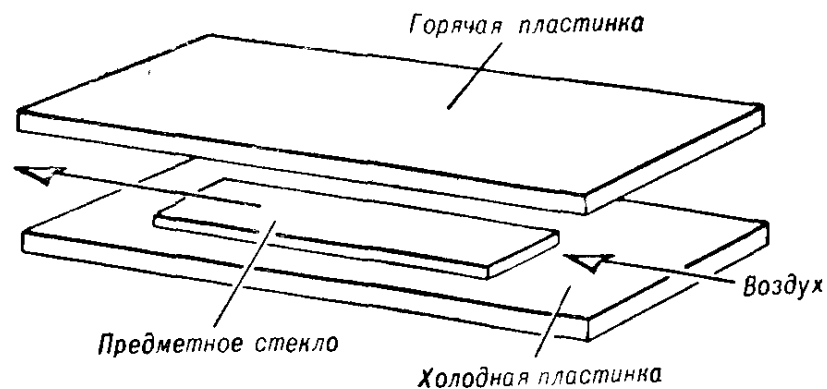 Горячая пластинка
Воздух
Предметное стекло
Холодная пластинка